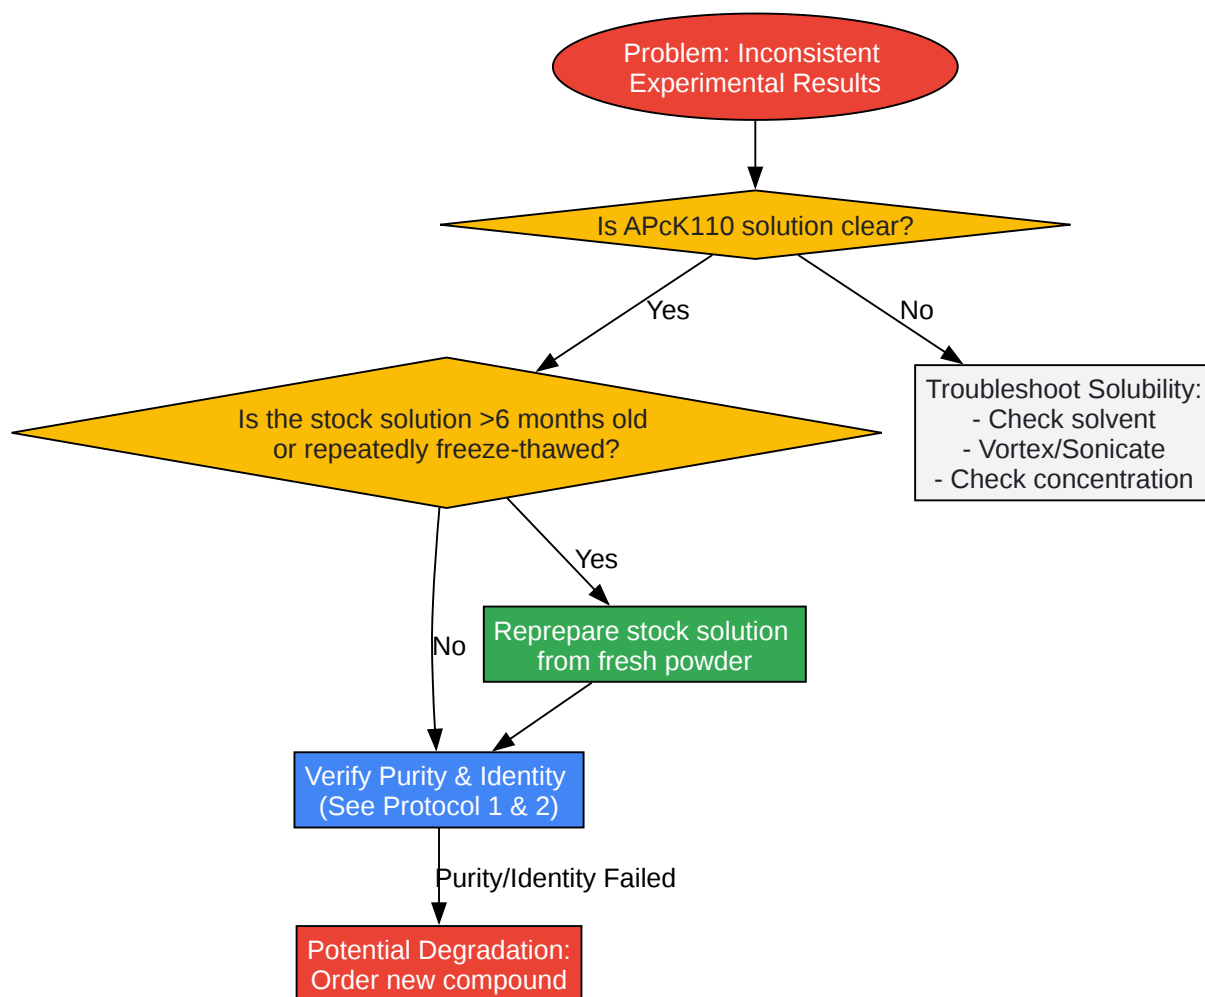 Problem: Inconsistent
Experimental Results
Is APcK110 solution clear?
Yes
No
Is the stock solution >6 months old
or repeatedly freeze-thawed?
Troubleshoot Solubility:
- Check solvent
- Vortex/Sonicate
- Check concentration
Yes
No
Reprepare stock solution
from fresh powder
Verify Purity & Identity
(See Protocol 1 & 2)
Purity/Identity Failed
Potential Degradation:
Order new compound